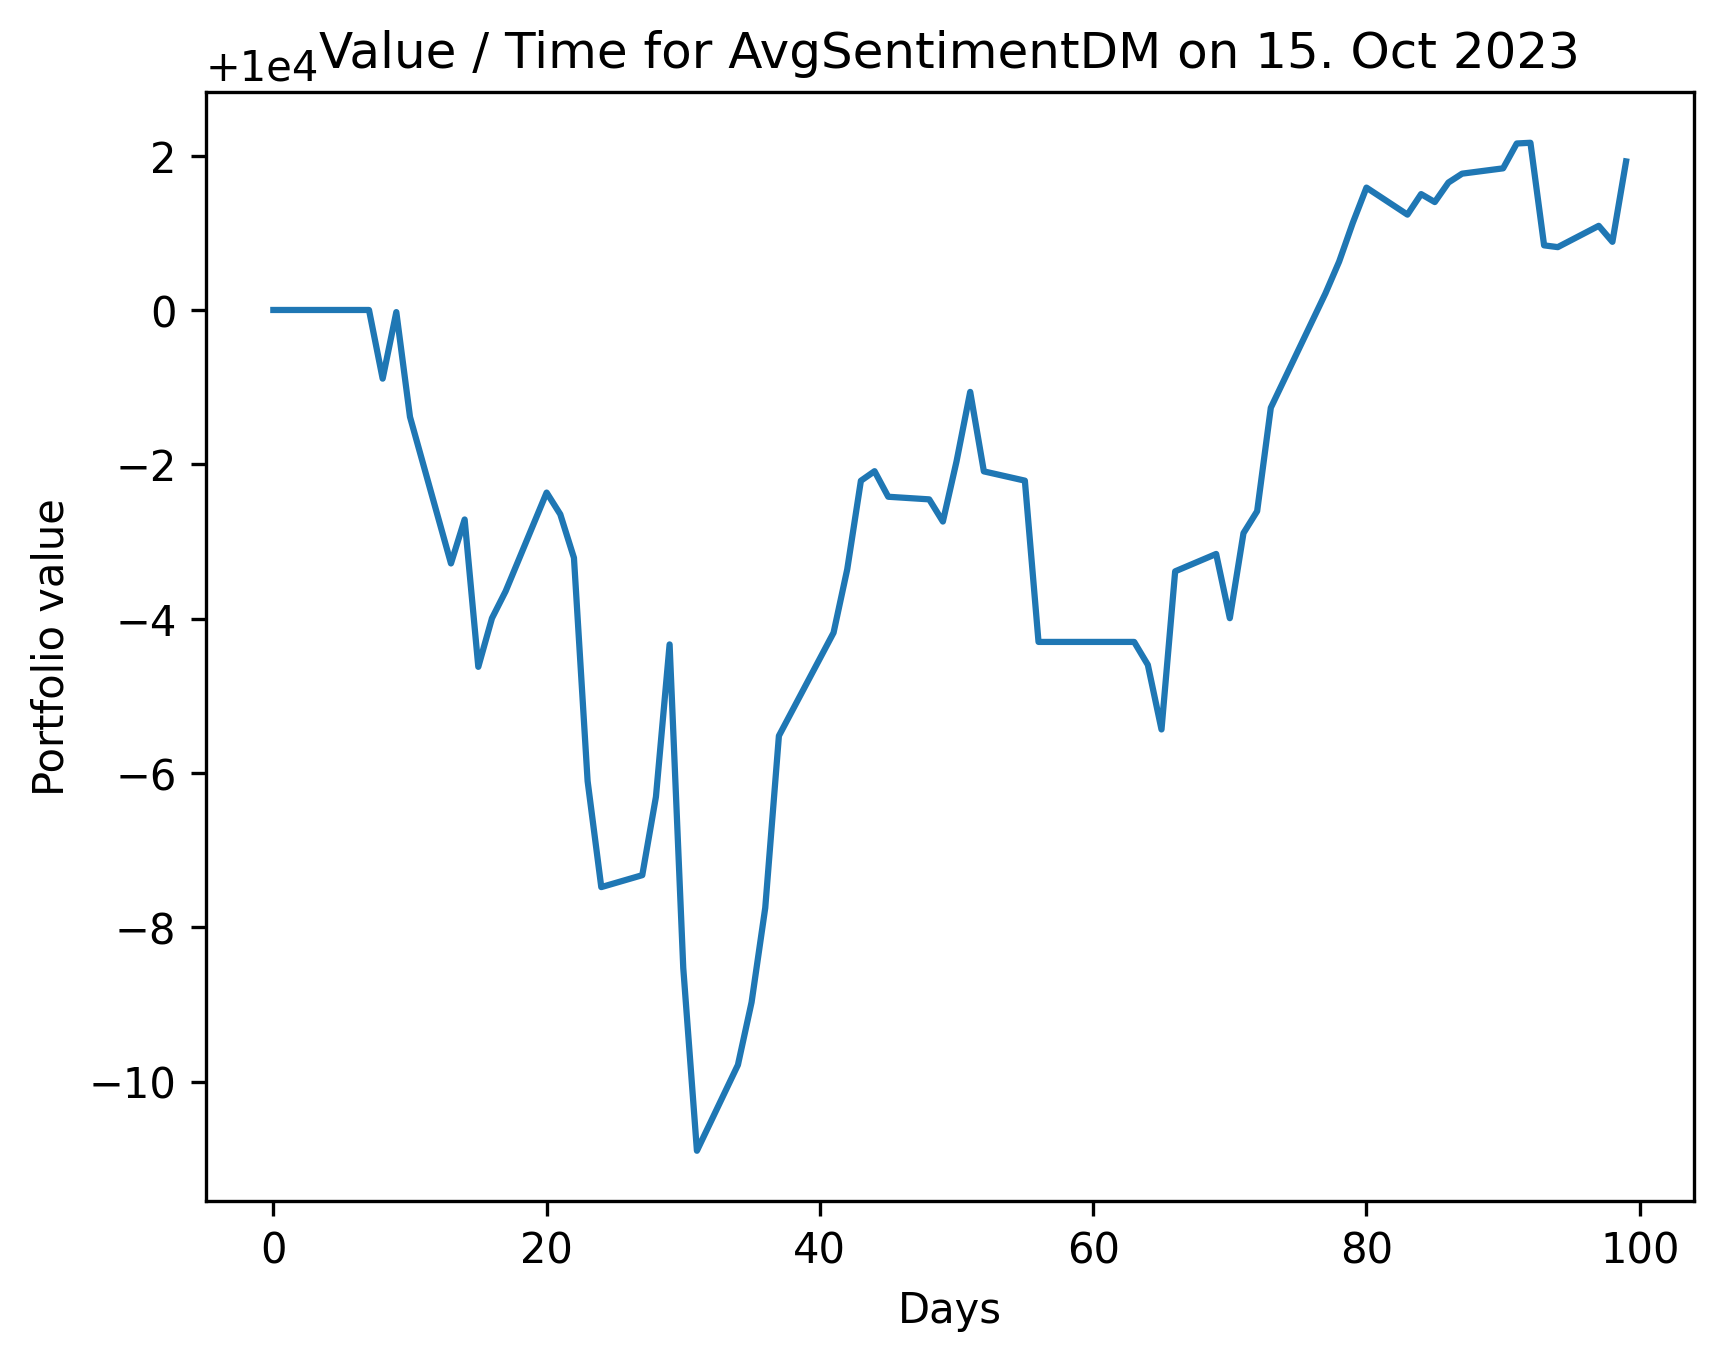 Value / Time for AvgSentimentDM on 15. Oct 2023
+1e4
2
0
−2
−4
−6
−8
−10
Portfolio value
0 20 40 60 80 100
Days